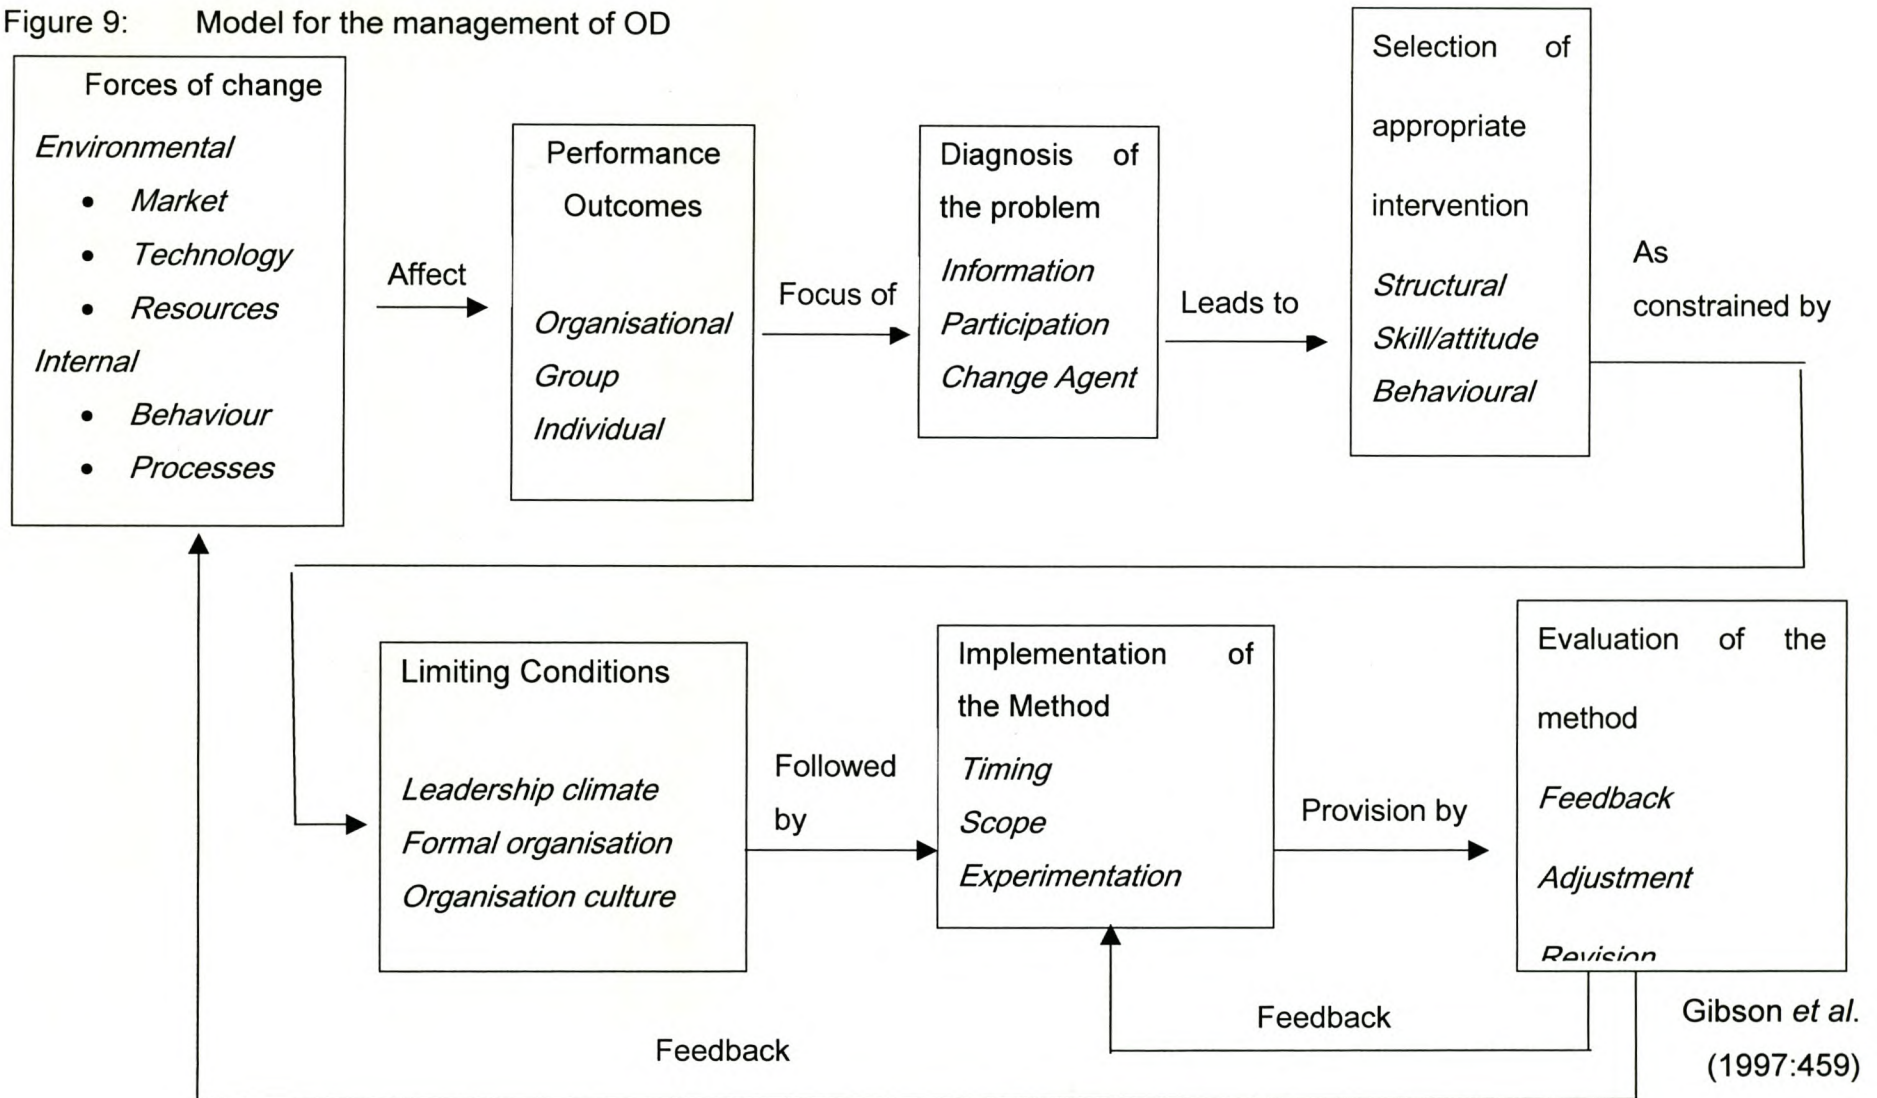 Figure 9: Model for the management of OD
Forces of change
Environmental
• Market
• Technology
• Resources
Internal
• Behaviour
• Processes
Affect
Performance
Outcomes
Organisational
Group
Individual
Focus of
Diagnosis of
the problem
Information
Participation
Change Agent
Leads to
Selection of
appropriate
intervention
Structural
Skill/attitude
Behavioural
As
constrained by
Limiting Conditions
Leadership climate
Formal organisation
Organisation culture
Followed
by
Implementation of
the Method
Timing
Scope
Experimentation
Provision by
Evaluation of the
method
Feedback
Adjustment
Revision
Feedback
Feedback
Gibson et al.
(1997:459)